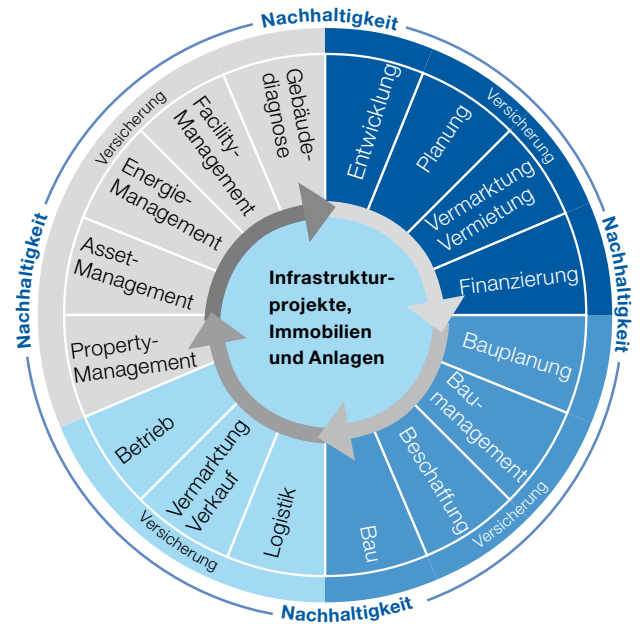 Nachhaltigkeit
Entwicklung
Planung
Versicherung
Vermarktung
Vermietung
Finanzierung
Nachhaltigkeit
Bauplanung
Bau-
management
Versicherung
Beschaffung
Bau
Nachhaltigkeit
Logistik
Vermarktung
Verkauf
Versicherung
Betrieb
Property-
Management
Nachhaltigkeit
Asset-
Management
Energie-
Management
Versicherung
Facility-
Management
Gebäude-
diagnose
Infrastruktur-
projekte,
Immobilien
und Anlagen